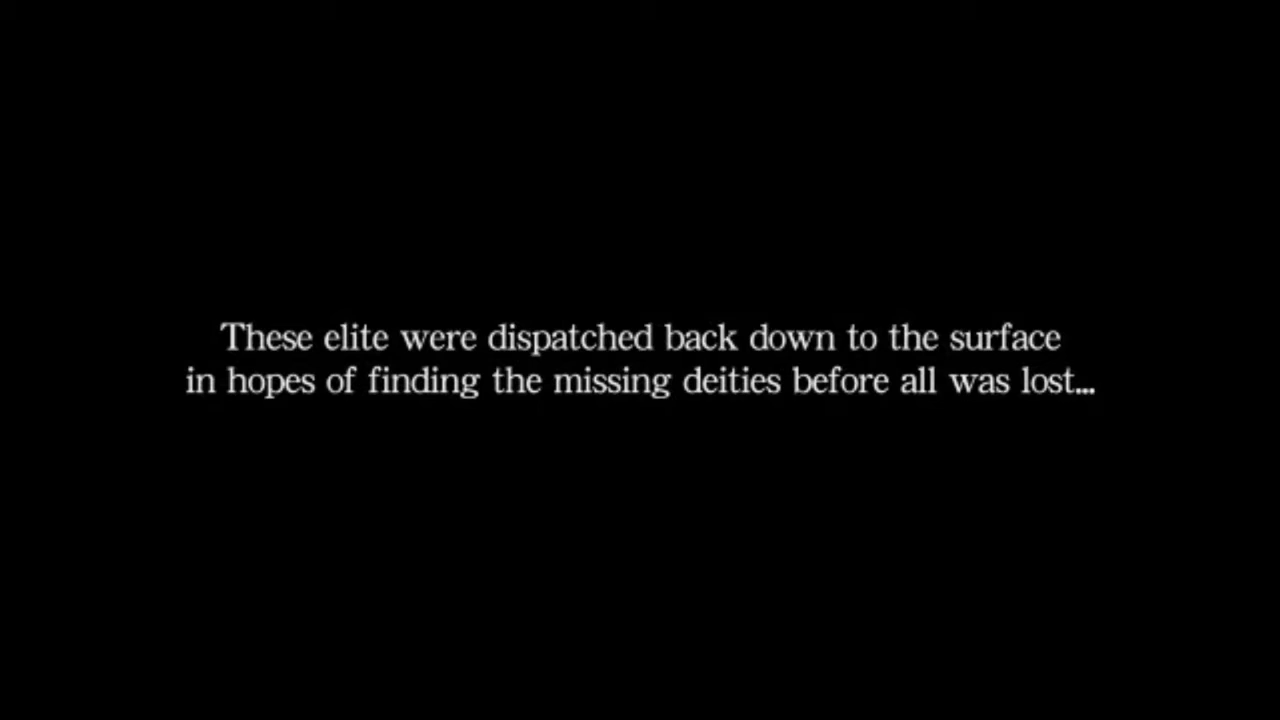 These elite were dispatched back down to the surface
in hopes of finding the missing deities before all was lost...